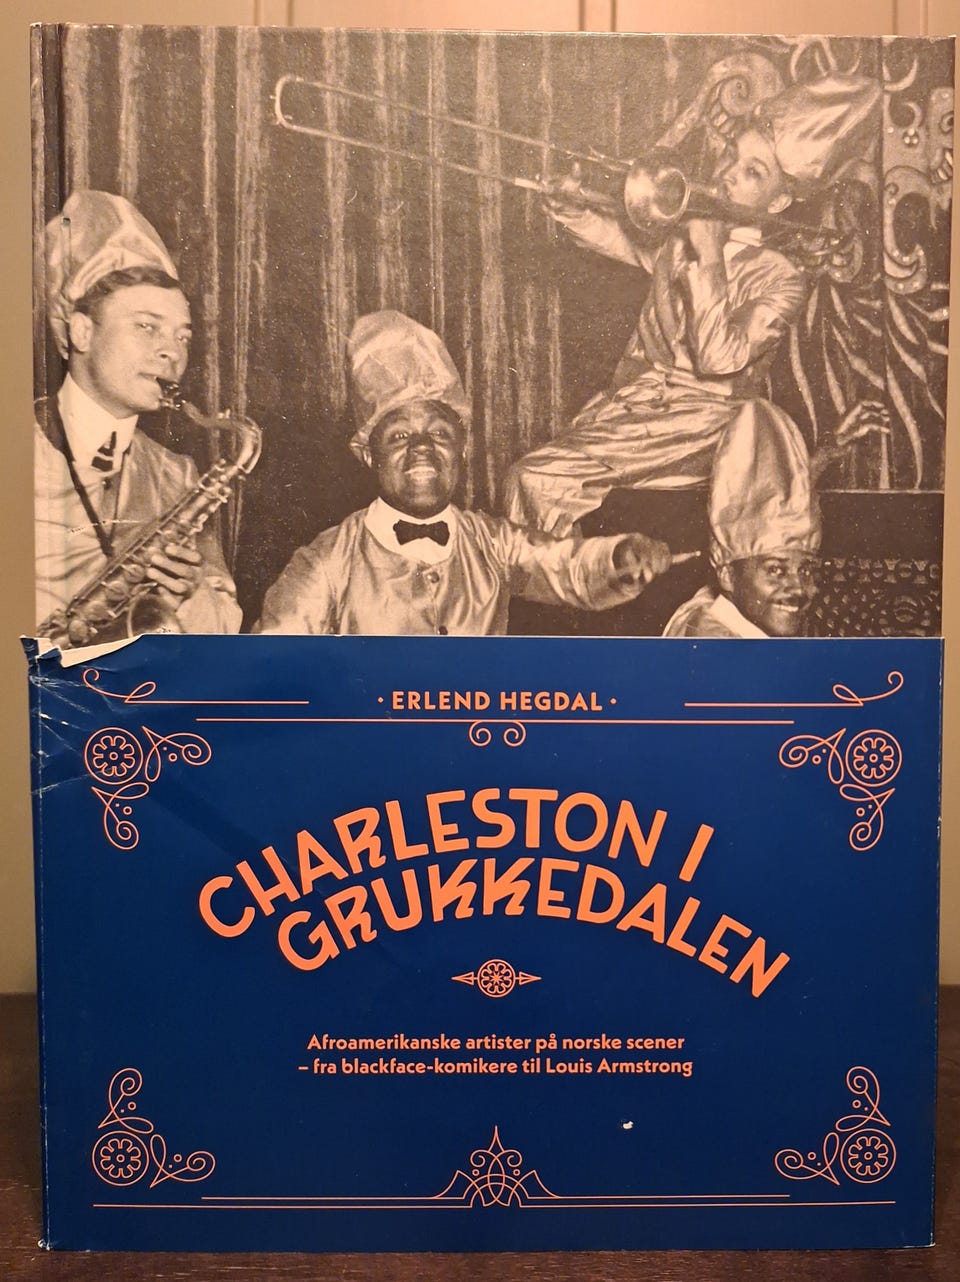 · ERLEND HEGDAL ·
CHARLESTON I
GRUKKEDALEN
Afroamerikanske artister på norske scener
– fra blackface-komikere til Louis Armstrong